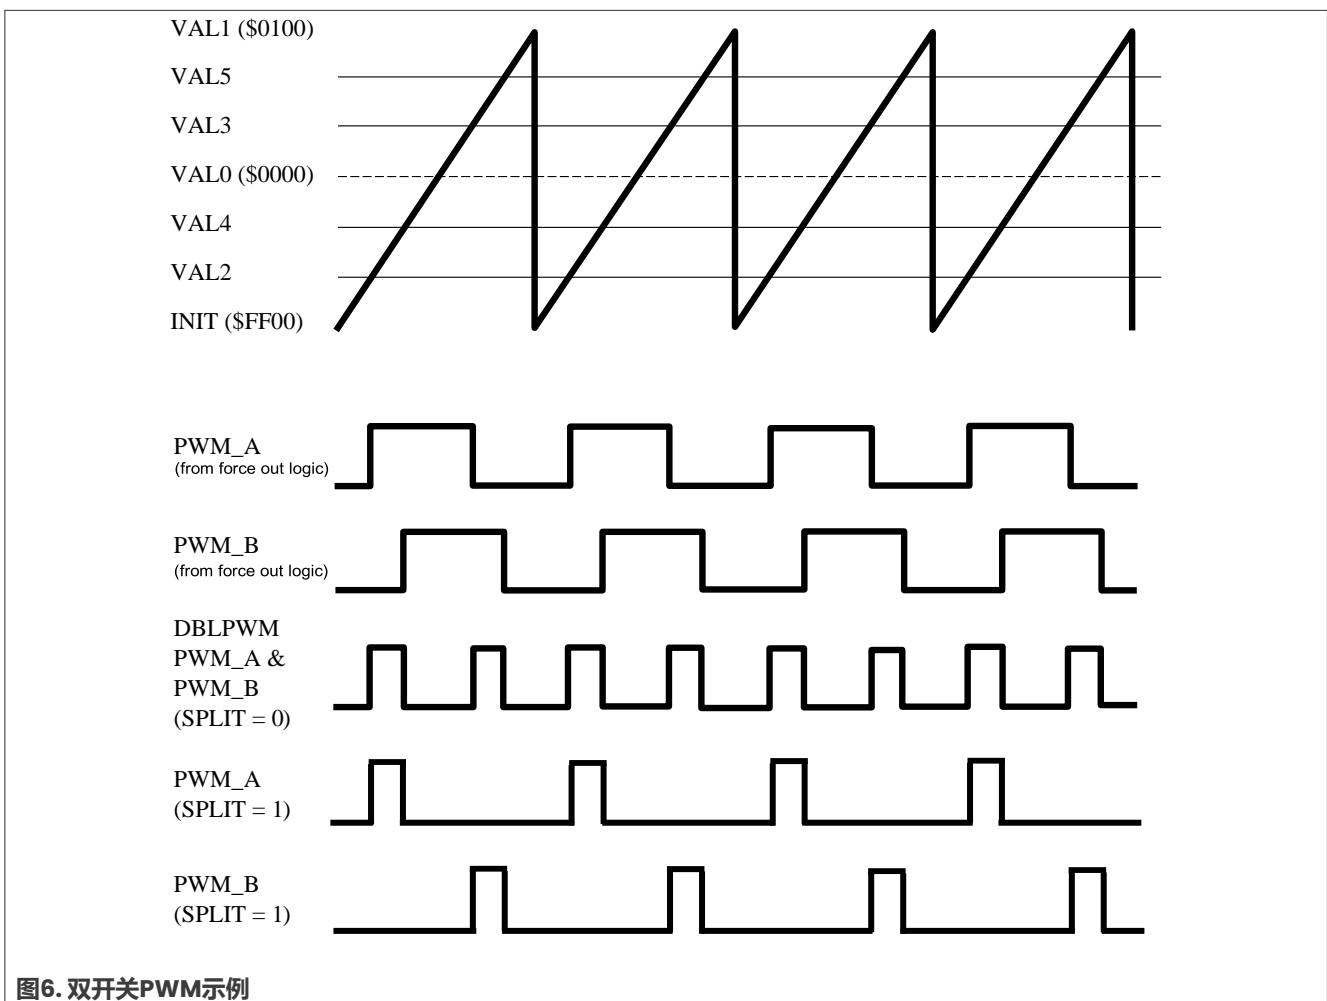 VAL1 ($0100)
VAL5
VAL3
VAL0 ($0000)
VAL4
VAL2
INIT ($FF00)
PWM_A
(from force out logic)
PWM_B
(from force out logic)
DBLPWM
PWM_A &
PWM_B
(SPLIT = 0)
PWM_A
(SPLIT = 1)
PWM_B
(SPLIT = 1)
图6. 双开关PWM示例